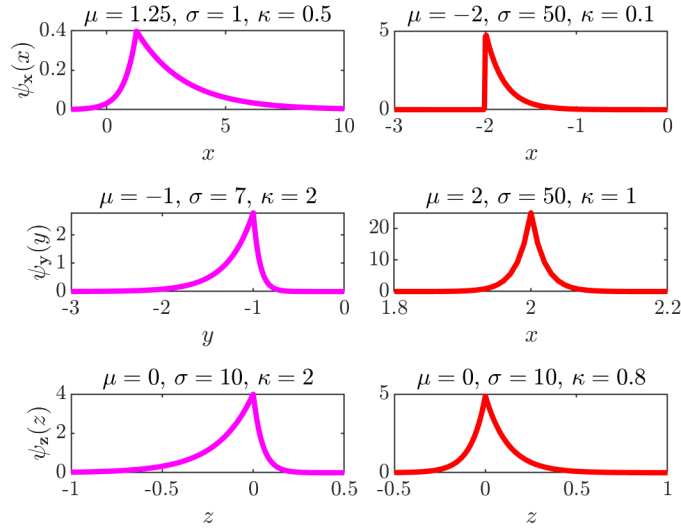 μ = 1.25, σ = 1, κ = 0.5
ψ𝐱(x)
0.4
0.2
0
0 5 10
x
μ = −2, σ = 50, κ = 0.1
5
0
-3 -2 -1 0
x
μ = −1, σ = 7, κ = 2
ψ𝐲(y)
2
0
-3 -2 -1 0
y
μ = 2, σ = 50, κ = 1
20
10
0
1.8 2 2.2
x
μ = 0, σ = 10, κ = 2
ψ𝐳(z)
4
2
0
-1 -0.5 0 0.5
z
μ = 0, σ = 10, κ = 0.8
5
0
-0.5 0 0.5 1
z